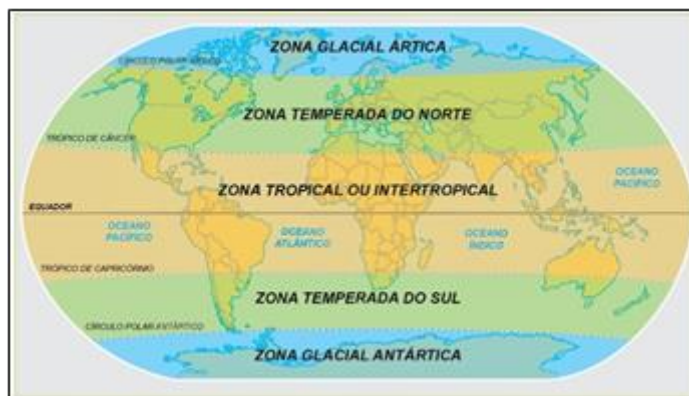 ZONA GLACIAL ÁRTICA
CÍRCULO POLAR ÁRTICO
ZONA TEMPERADA DO NORTE
TRÓPICO DE CÂNCER
OCEANO
PACÍFICO
ZONA TROPICAL OU INTERTROPICAL
EQUADOR
OCEANO
PACÍFICO
OCEANO
ATLÂNTICO
OCEANO
ÍNDICO
TRÓPICO DE CAPRICÓRNIO
ZONA TEMPERADA DO SUL
CÍRCULO POLAR ANTÁRTICO
ZONA GLACIAL ANTÁRTICA